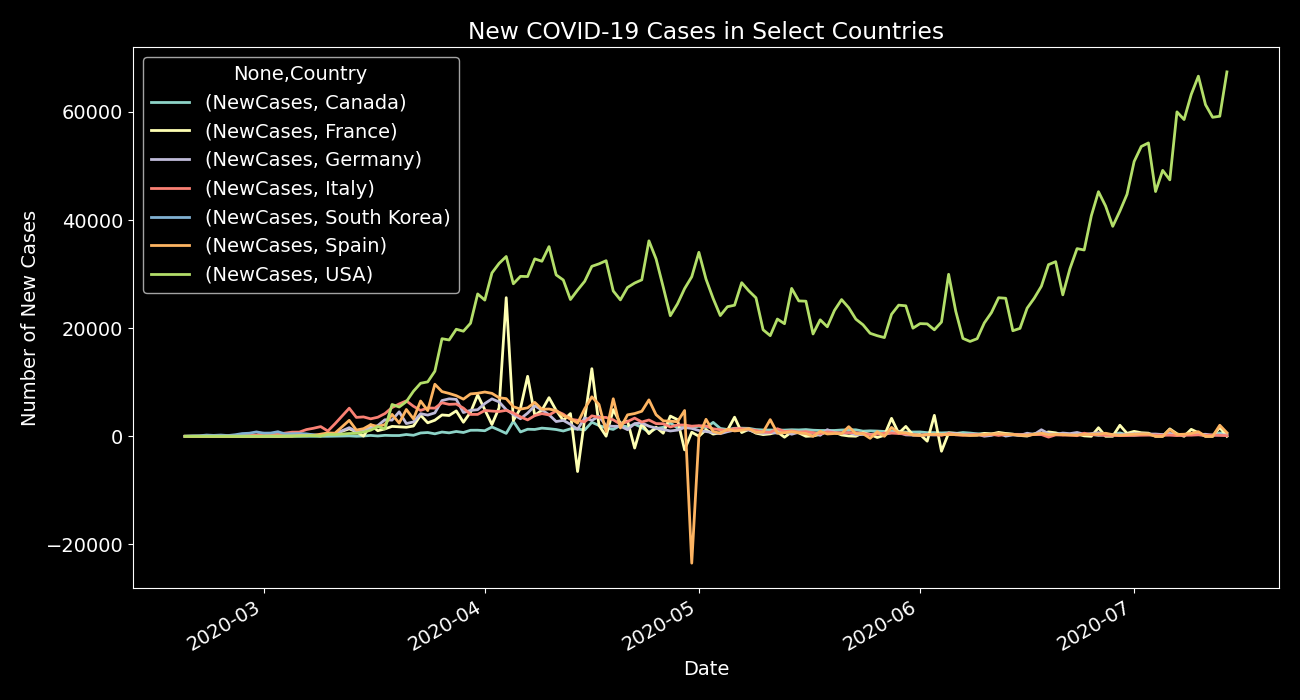 New COVID-19 Cases in Select Countries
None,Country
(NewCases, Canada)
(NewCases, France)
(NewCases, Germany)
(NewCases, Italy)
(NewCases, South Korea)
(NewCases, Spain)
(NewCases, USA)
60000
40000
20000
0
−20000
Number of New Cases
2020-03
2020-04
2020-05
2020-06
2020-07
Date